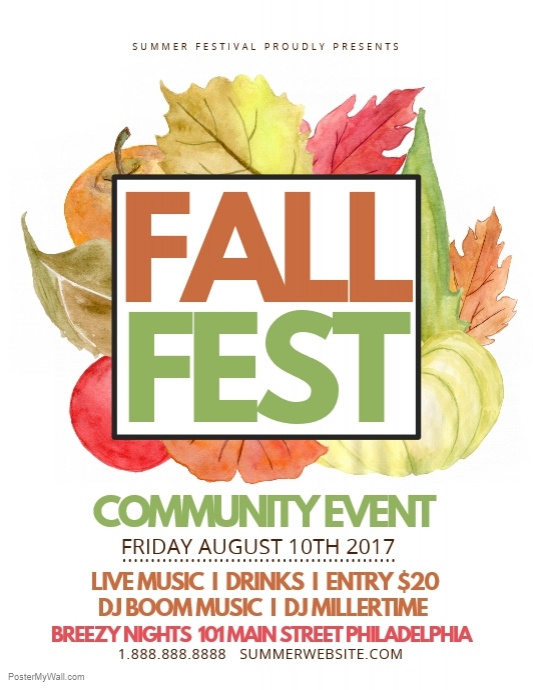 SUMMER FESTIVAL PROUDLY PRESENTS
FALL
FEST
COMMUNITY EVENT
FRIDAY AUGUST 10TH 2017
LIVE MUSIC | DRINKS | ENTRY $20
DJ BOOM MUSIC | DJ MILLERTIME
BREEZY NIGHTS 101 MAIN STREET PHILADELPHIA
1.888.888.8888 SUMMERWEBSITE.COM
PosterMyWall.com